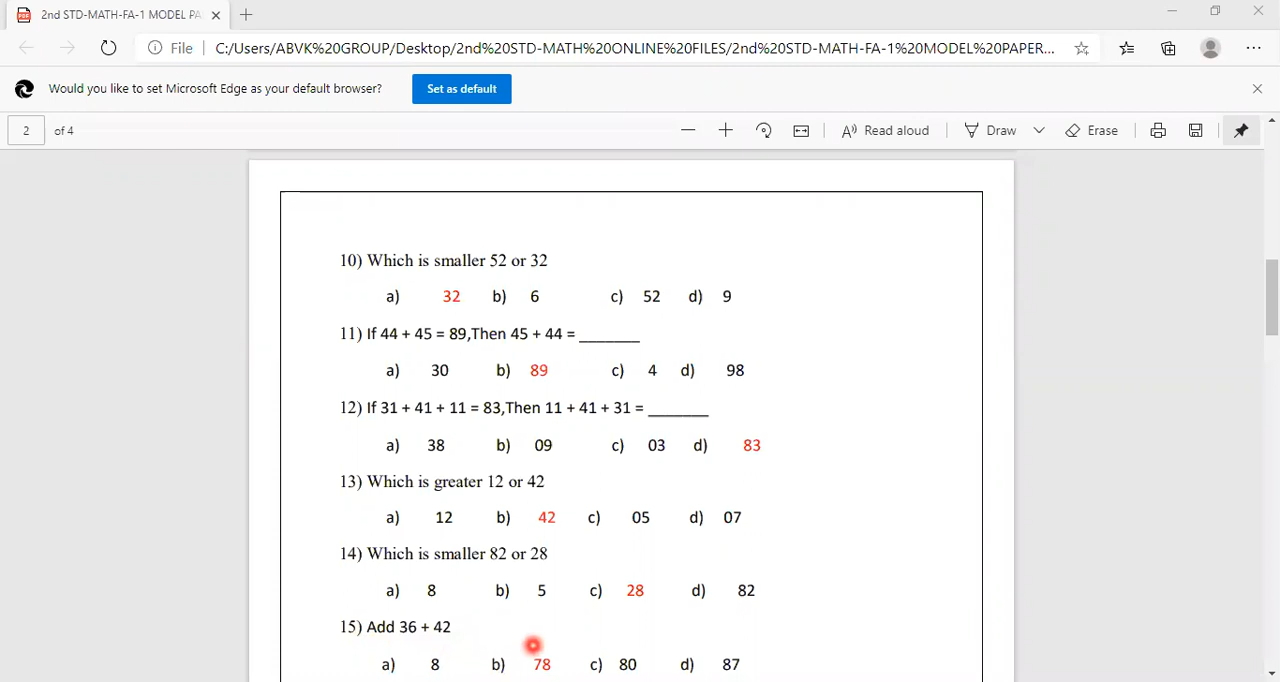 2nd STD-MATH-FA-1 MODEL PA
File C:/Users/ABVK%20GROUP/Desktop/2nd%20STD-MATH%20ONLINE%20FILES/2nd%20STD-MATH-FA-1%20MODEL%20PAPER...
Would you like to set Microsoft Edge as your default browser? Set as default
2 of 4 Read aloud Draw Erase
10) Which is smaller 52 or 32
a) 32 b) 6 c) 52 d) 9
11) If 44 + 45 = 89,Then 45 + 44 = _______
a) 30 b) 89 c) 4 d) 98
12) If 31 + 41 + 11 = 83,Then 11 + 41 + 31 = _______
a) 38 b) 09 c) 03 d) 83
13) Which is greater 12 or 42
a) 12 b) 42 c) 05 d) 07
14) Which is smaller 82 or 28
a) 8 b) 5 c) 28 d) 82
15) Add 36 + 42
a) 8 b) 78 c) 80 d) 87